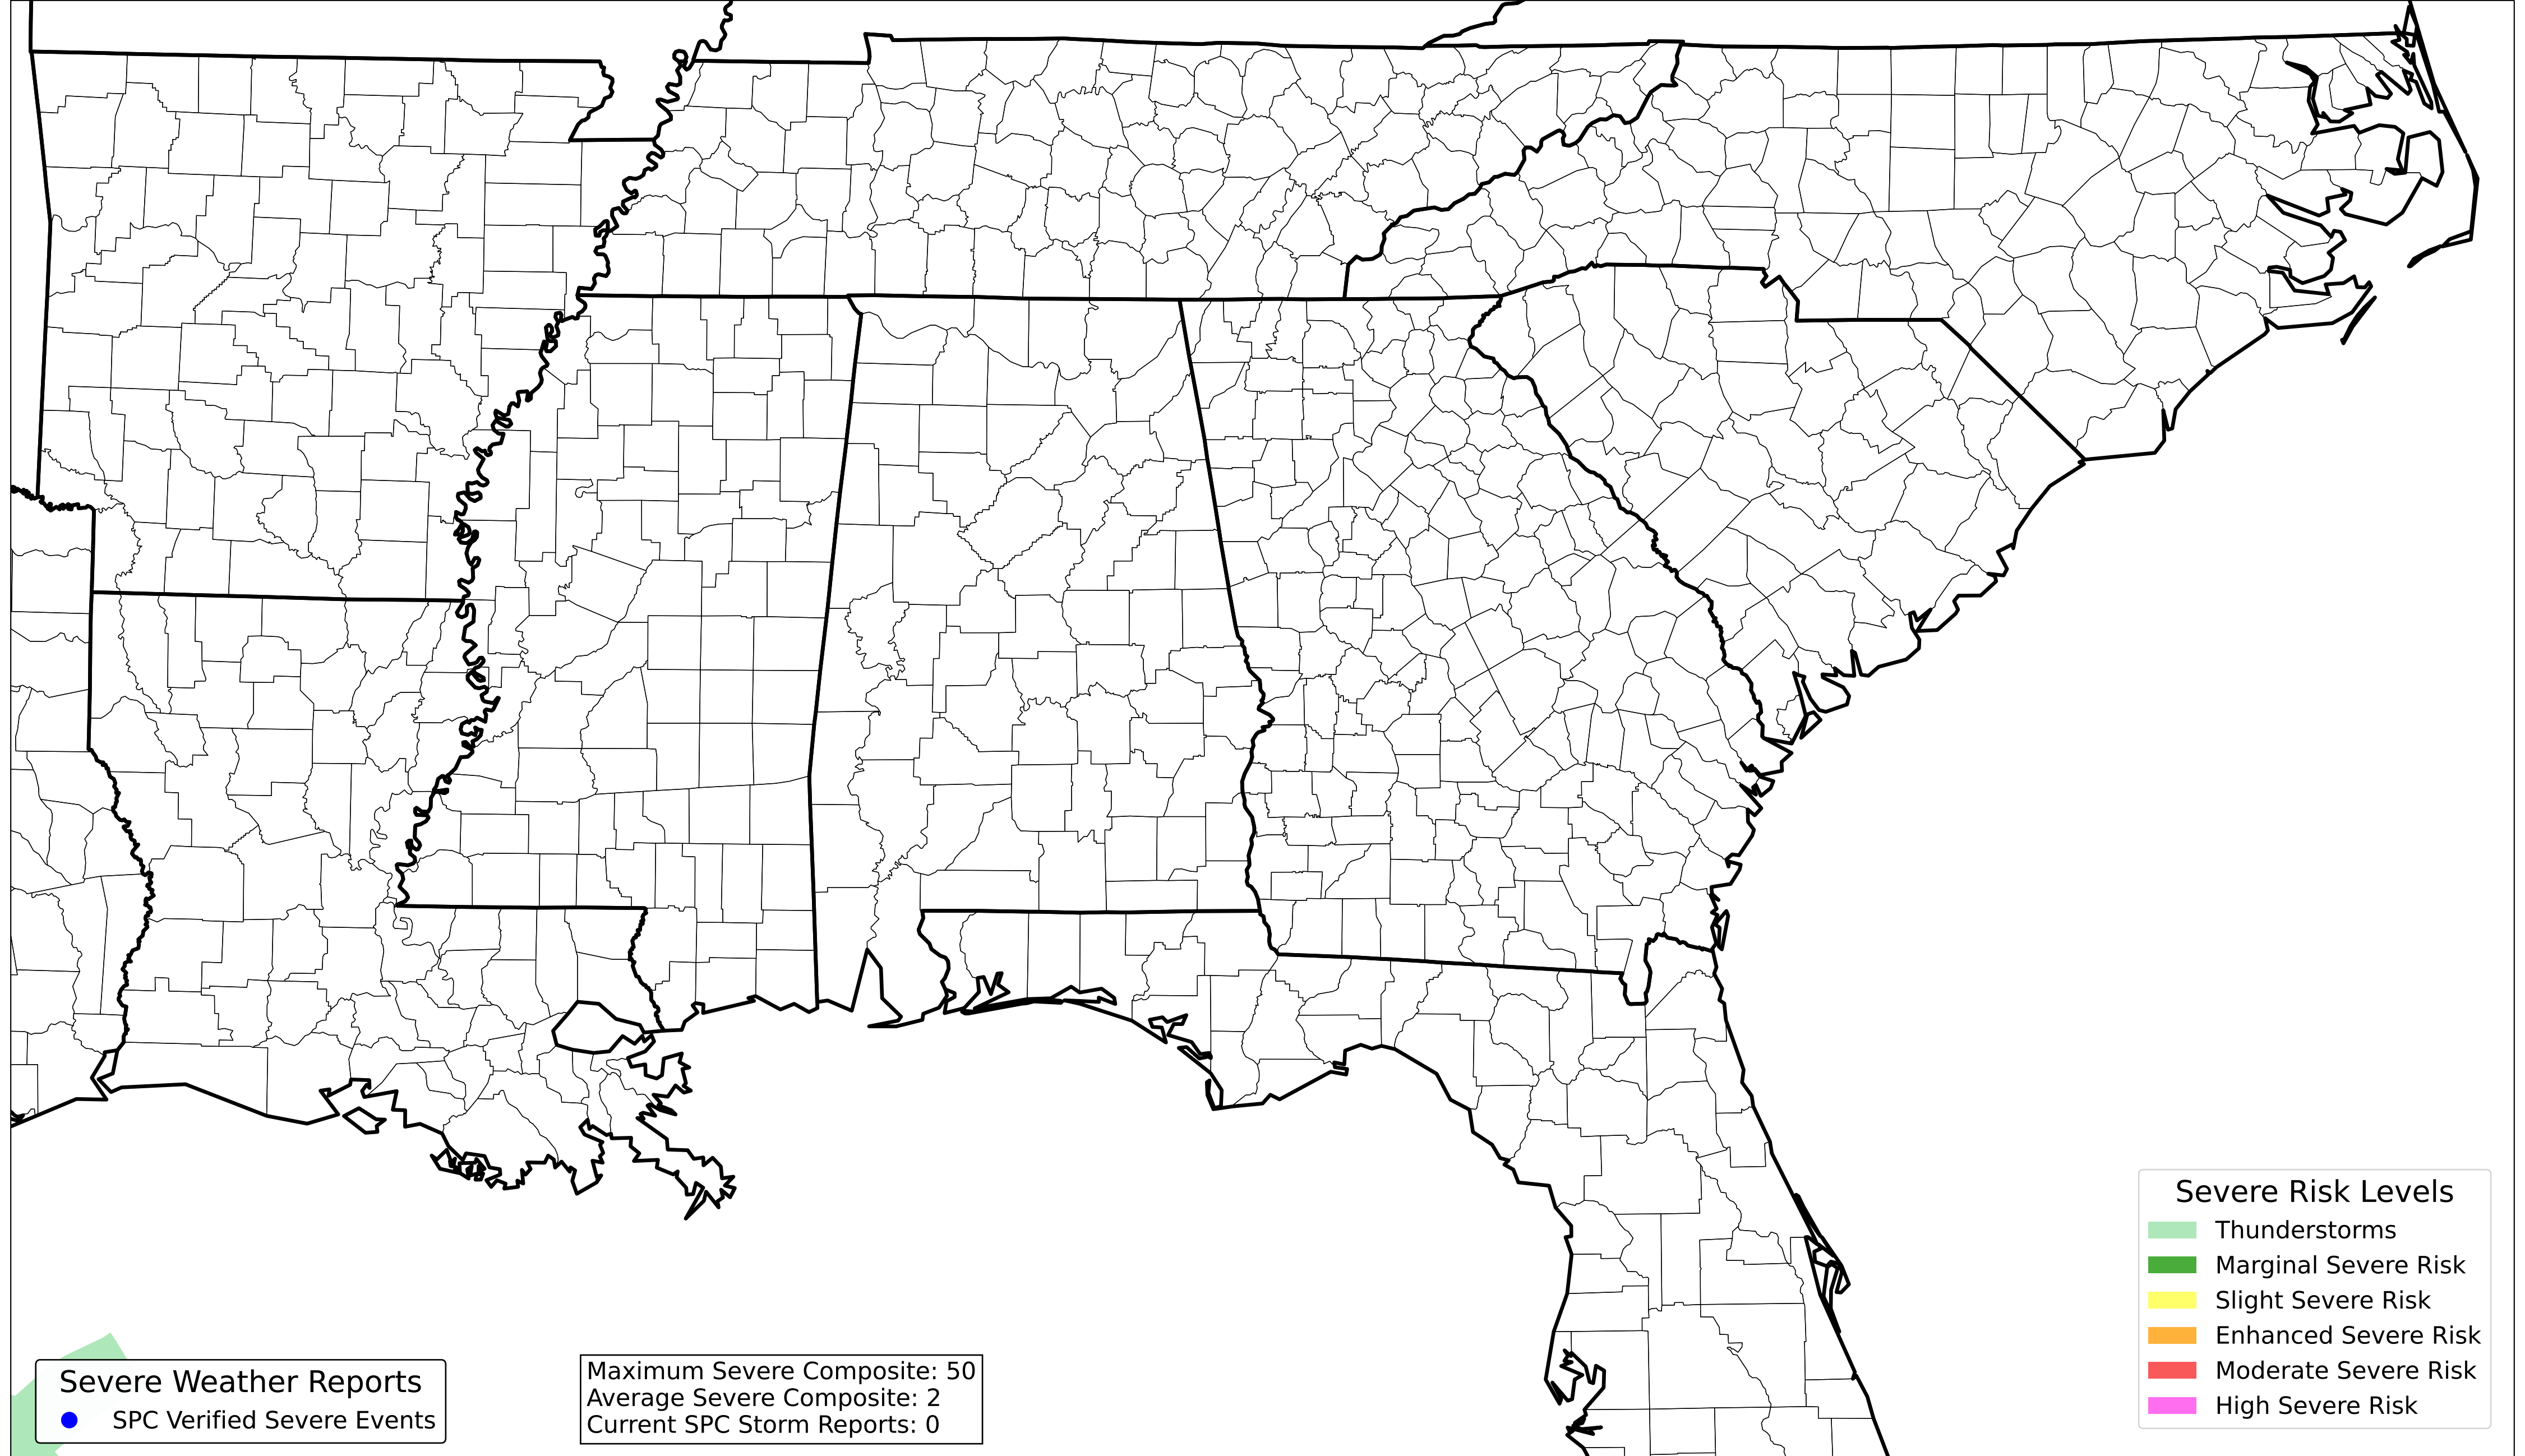 Severe Weather Reports
SPC Verified Severe Events
Maximum Severe Composite: 50
Average Severe Composite: 2
Current SPC Storm Reports: 0
Severe Risk Levels
Thunderstorms
Marginal Severe Risk
Slight Severe Risk
Enhanced Severe Risk
Moderate Severe Risk
High Severe Risk